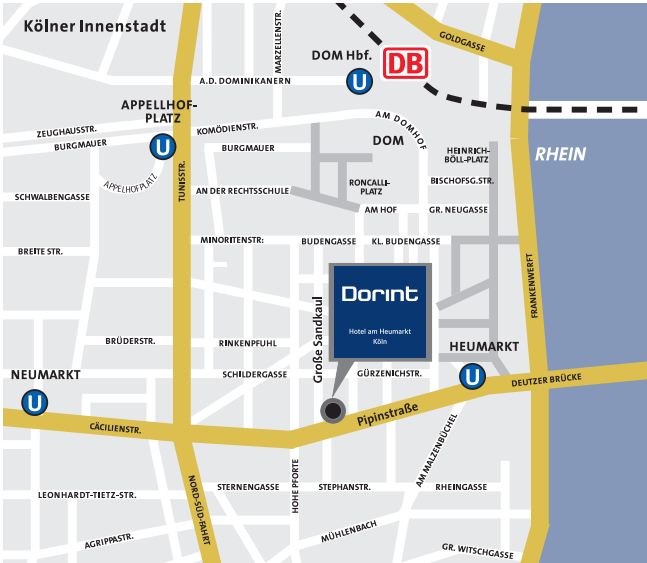 Kölner Innenstadt
MARZELLENSTR.
GOLDGASSE
DOM Hbf.
DB
U
A.D. DOMINIKANERN
APPELLHOF-
PLATZ
AM DOMHOF
ZEUGHAUSSTR.
KOMÖDIENSTR.
BURGMAUER
U
BURGMAUER
DOM
HEINRICH-
BÖLL-PLATZ
RHEIN
APPELHOFPLATZ
TUNISSTR.
RONCALLI-
PLATZ
BISCHOFSG.STR.
SCHWALBENGASSE
AN DER RECHTSCHULE
AM HOF
GR. NEUGASSE
BREITE STR.
MINORITENSTR:
BUDENGASSE
KL. BUDENGASSE
FRANKENWERFT
Dorint
Hotel am Heumarkt
Köln
Große Sandkaul
BRÜDERSTR.
RINKENPFUHL
HEUMARKT
NEUMARKT
SCHILDERGASSE
GÜRZENICHSTR.
U
DEUTZER BRÜCKE
U
Pipinstraße
CÄCILIENSTR.
AM MALZENBÜCHEL
NORD-SÜD-FAHRT
HOHE PFORTE
LEONHARDT-TIETZ-STR.
STERNENGASSE
STEPHANSTR.
RHEINGASSE
AGRIPPASTR.
MÜHLENBACH
GR. WITSCHGASSE